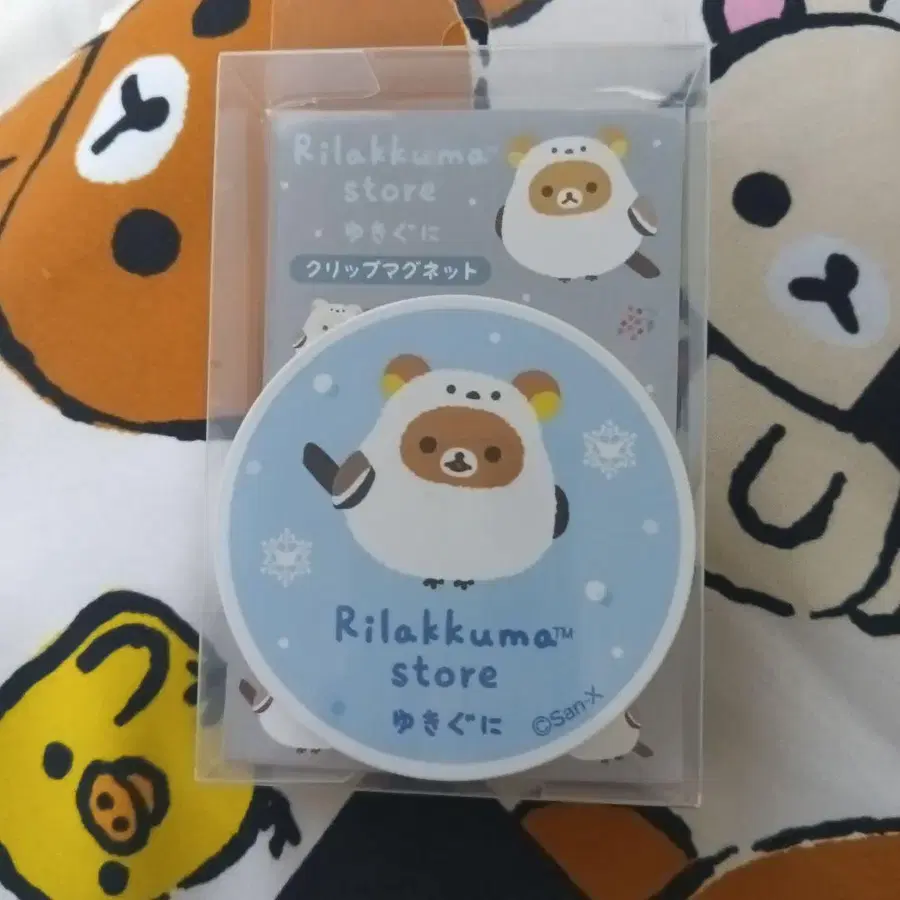 Rilakkuma™
store
ゆきぐに
クリップマグネット
Rilakkuma™
store
ゆきぐに
©San-X